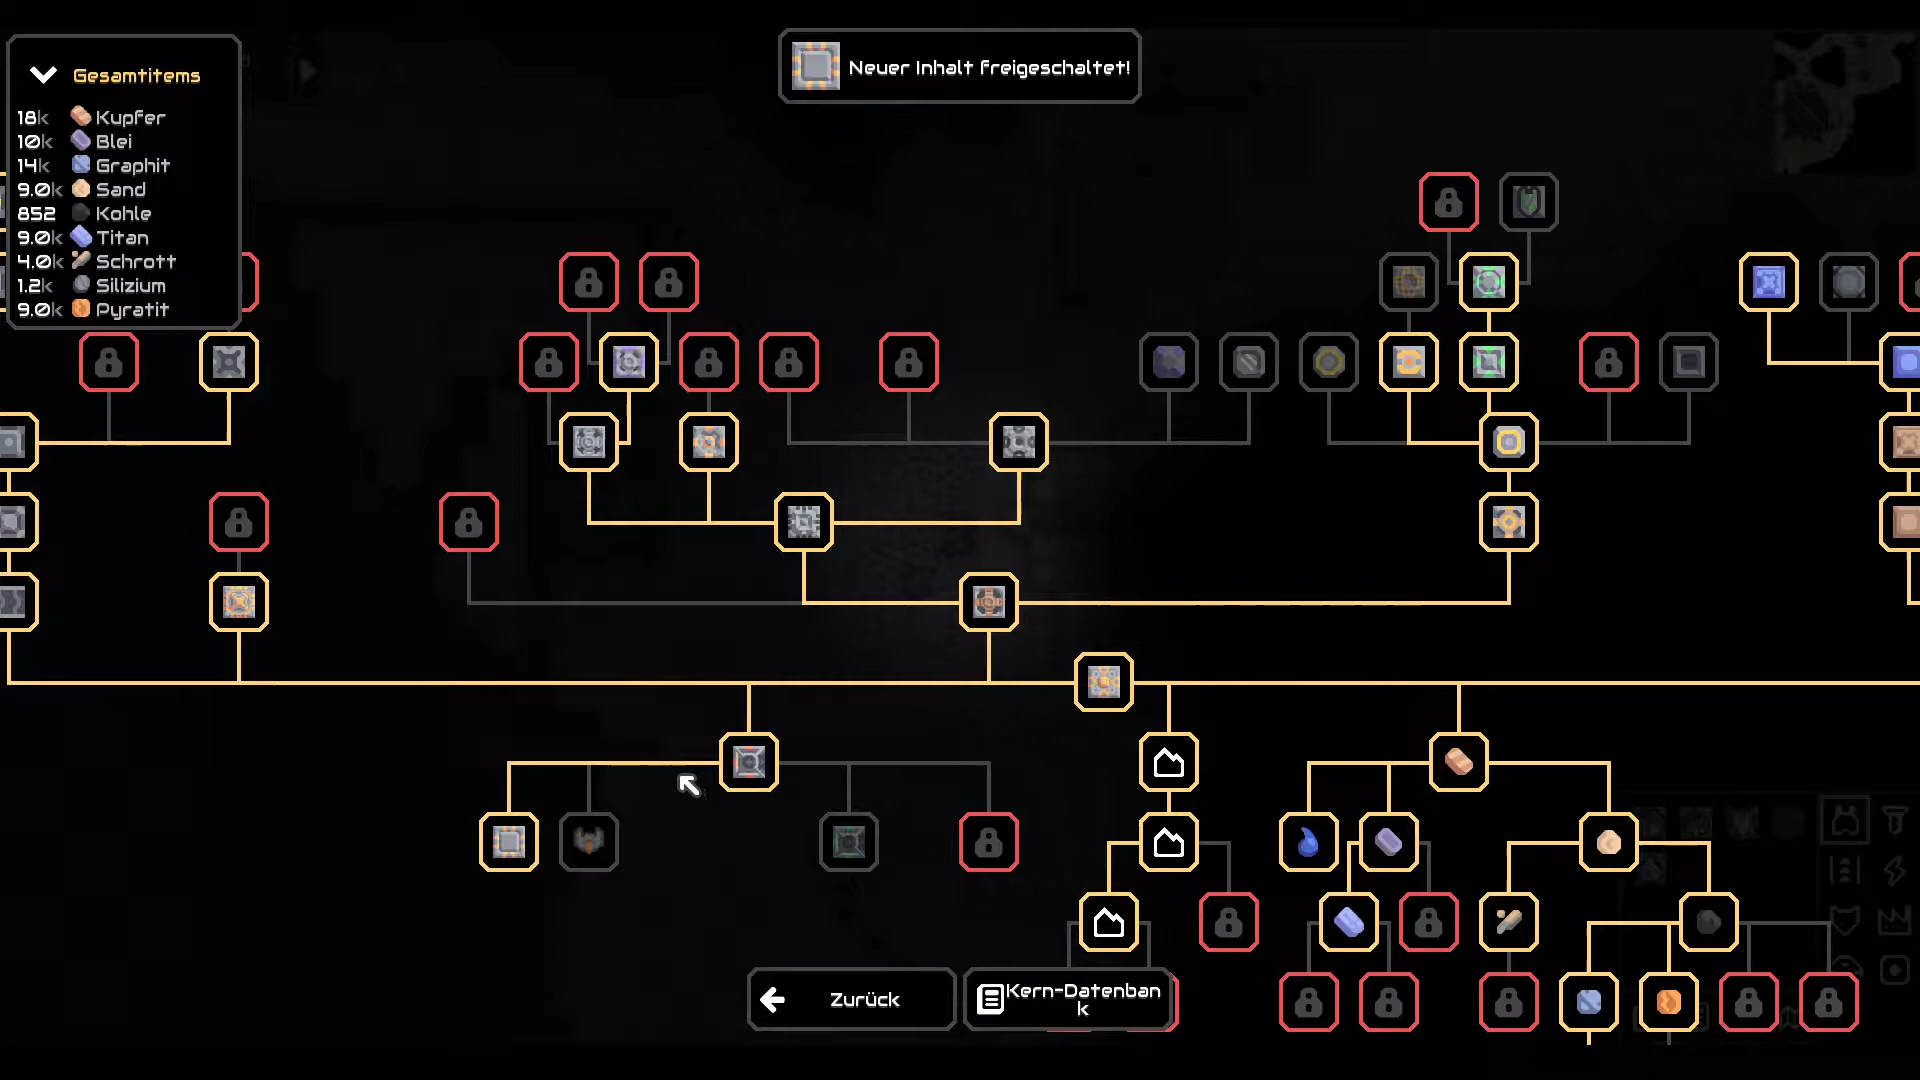 Neuer Inhalt freigeschaltet!
Gesamtitems
18k Kupfer
10k Blei
14k Graphit
9.0k Sand
852 Kohle
9.0k Titan
4.0k Schrott
1.2k Silizium
9.0k Pyratit
Zurück
Kern-Datenban
k